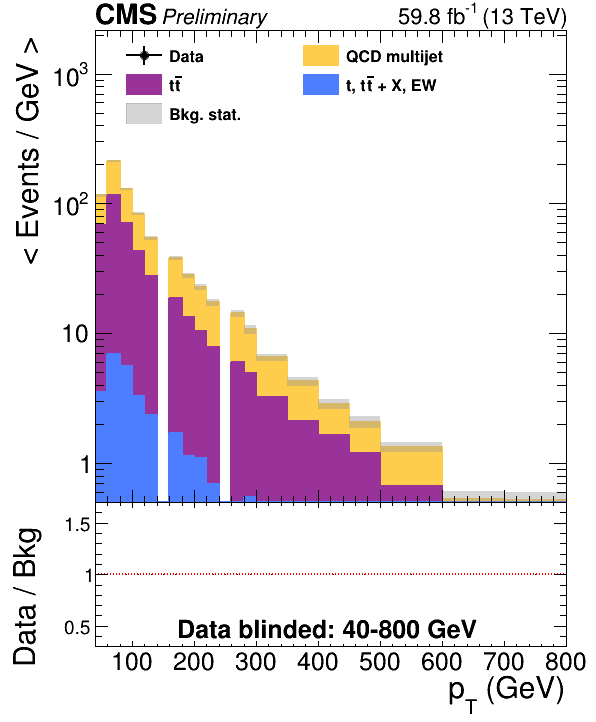 CMS Preliminary 59.8 fb⁻¹ (13 TeV)
Data QCD multijet
tt̄ t, tt̄ + X, EW
Bkg. stat.
< Events / GeV >
10³
10²
10
1
Data / Bkg
1.5
1
0.5
Data blinded: 40-800 GeV
100 200 300 400 500 600 700 800
p_T (GeV)